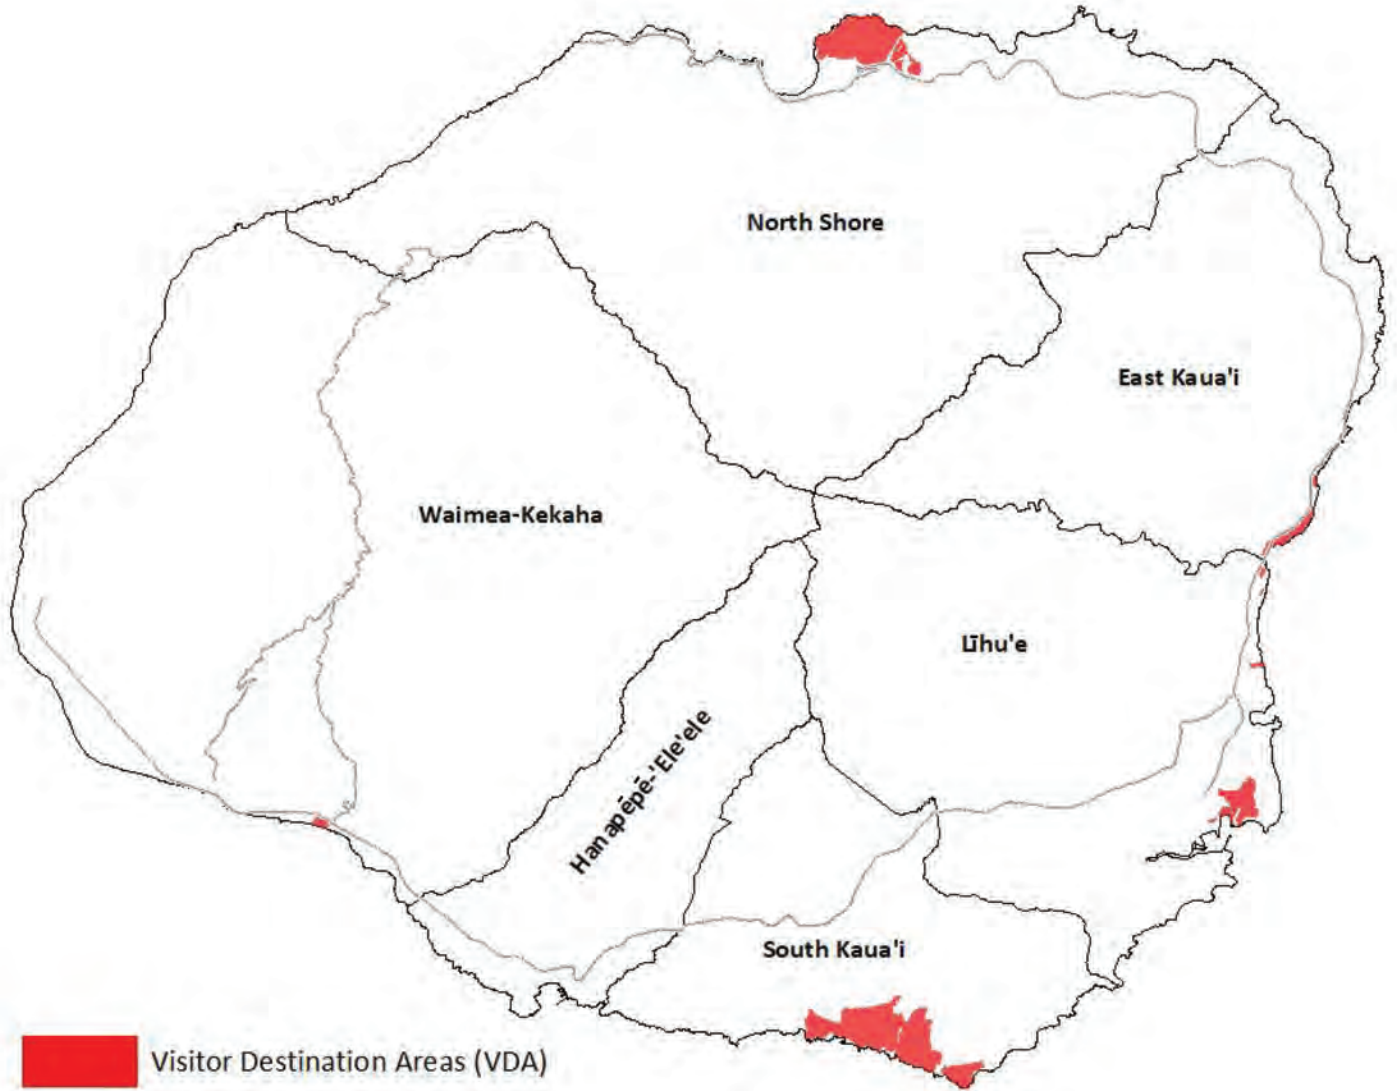 North Shore
East Kaua'i
Waimea-Kekaha
Līhu'e
Hanapēpē-'Ele'ele
South Kaua'i
Visitor Destination Areas (VDA)